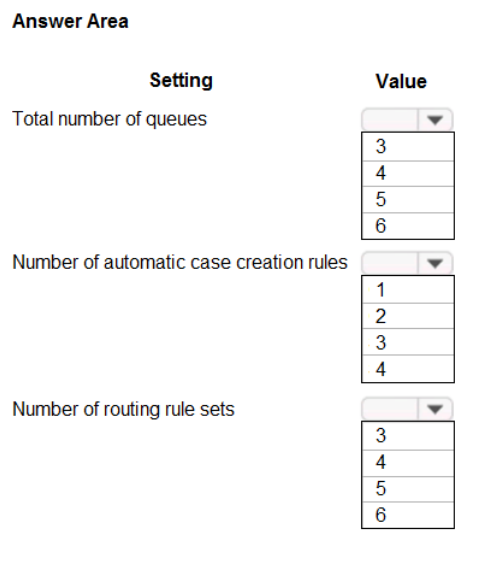 Answer Area
Setting Value
Total number of queues
3
4
5
6
Number of automatic case creation rules
1
2
3
4
Number of routing rule sets
3
4
5
6